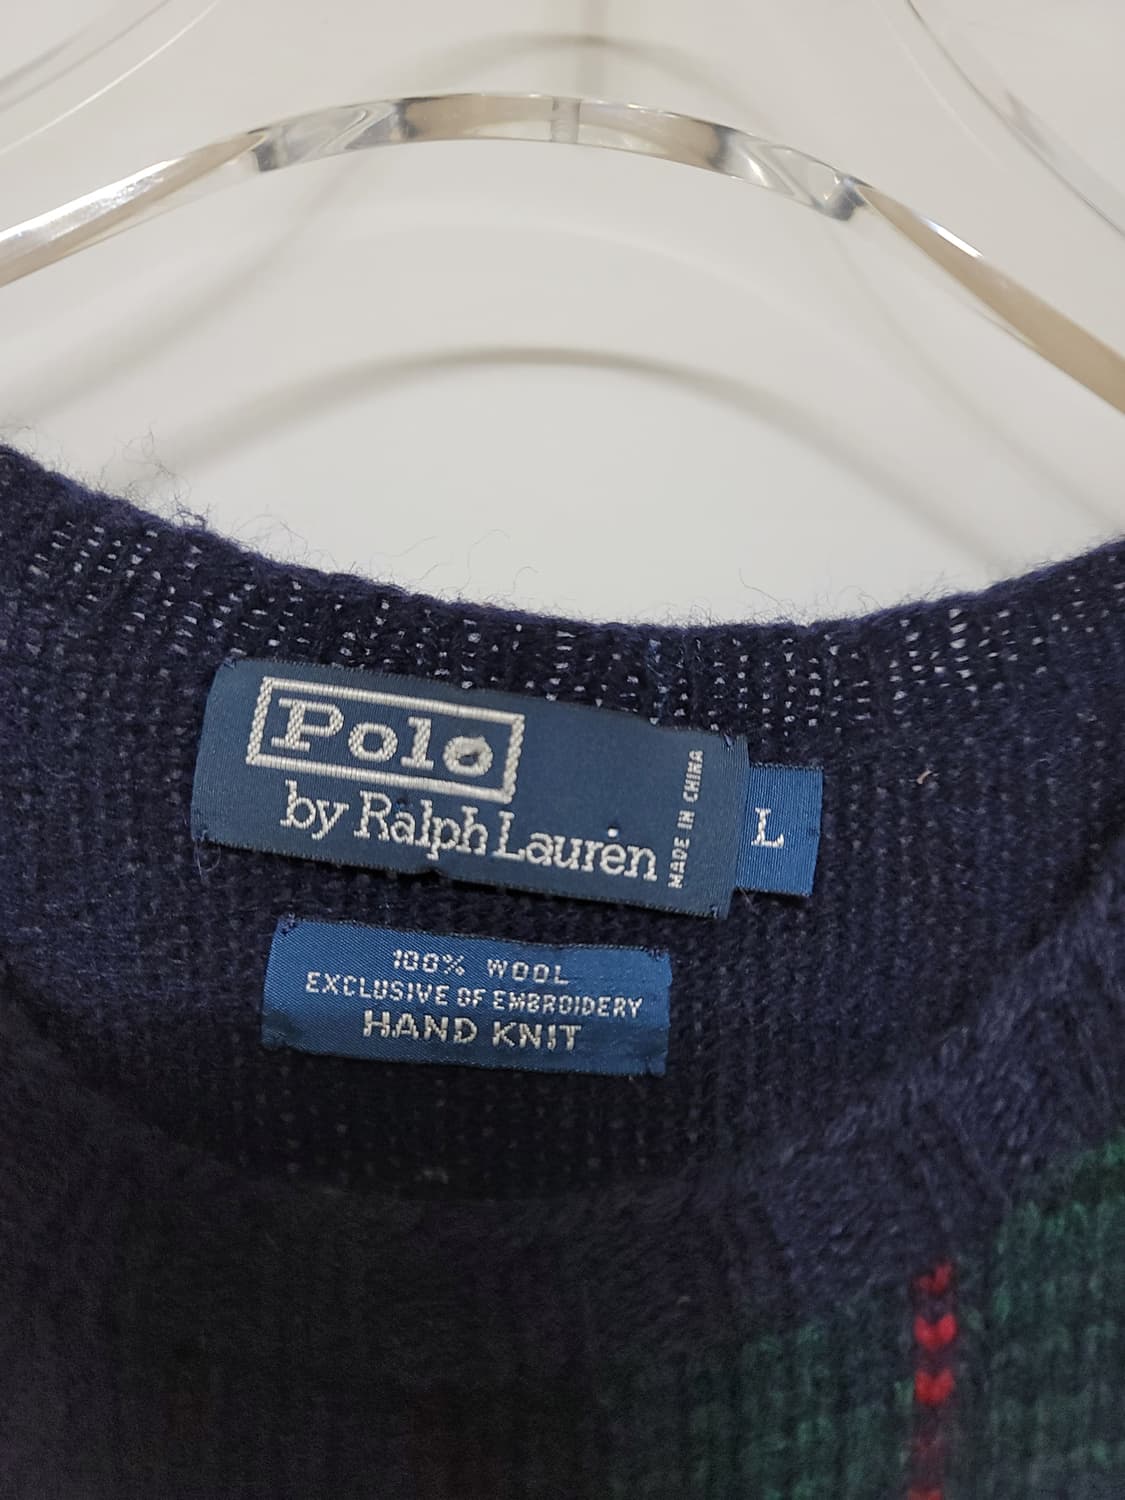 Polo
by Ralph Lauren
MADE IN CHINA
L
100% WOOL
EXCLUSIVE OF EMBROIDERY
HAND KNIT